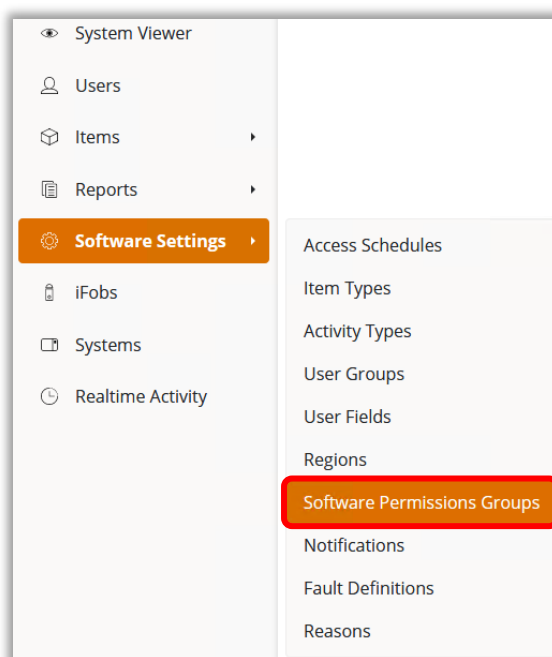 System Viewer
Users
Items
Reports
Software Settings
iFobs
Systems
Realtime Activity
Access Schedules
Item Types
Activity Types
User Groups
User Fields
Regions
Software Permissions Groups
Notifications
Fault Definitions
Reasons